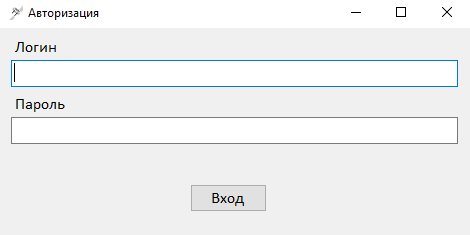 Авторизация
Логин
Пароль
Вход